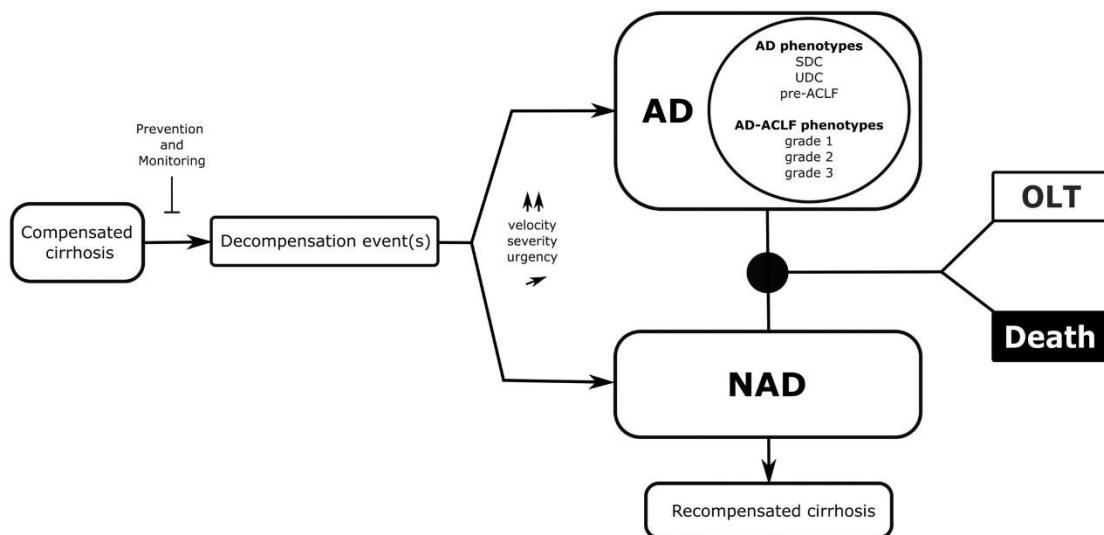 Prevention
and
Monitoring
Compensated
cirrhosis
Decompensation event(s)
velocity
severity
urgency
AD
AD phenotypes
SDC
UDC
pre-ACLF
AD-ACLF phenotypes
grade 1
grade 2
grade 3
OLT
Death
NAD
Recompensated cirrhosis